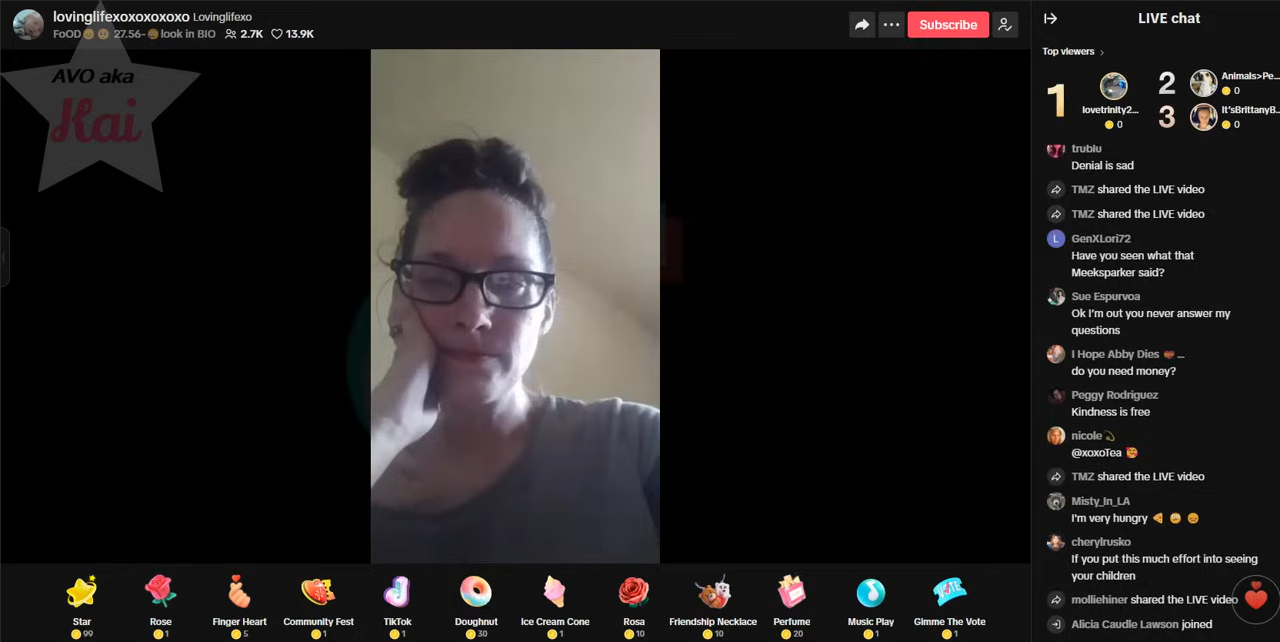 lovinglifexoxoxoxoxo Lovinglifexo
FoOD😞😕 27.56-😞look in BIO 2.7K 13.9K
Subscribe
AVO aka
Hai
LIVE chat
Top viewers ›
1
lovetrinity2...
0
2
Animals>Pe...
0
3
It'sBrittanyB...
0
trublu
Denial is sad
TMZ shared the LIVE video
TMZ shared the LIVE video
L
GenXLori72
Have you seen what that
Meeksparker said?
Sue Espurvoa
Ok I'm out you never answer my
questions
I Hope Abby Dies ❤️ ...
do you need money?
Peggy Rodriguez
Kindness is free
nicole 💫
@xoxoTea 🥰
TMZ shared the LIVE video
Misty_In_LA
I'm very hungry 🍕 😩 😞
cherylrusko
If you put this much effort into seeing
your children
molliehiner shared the LIVE video
Alicia Caudle Lawson joined
Star
99
Rose
1
Finger Heart
5
Community Fest
1
TikTok
1
Doughnut
30
Ice Cream Cone
1
Rosa
10
Friendship Necklace
10
Perfume
20
Music Play
1
VOTE
Gimme The Vote
1